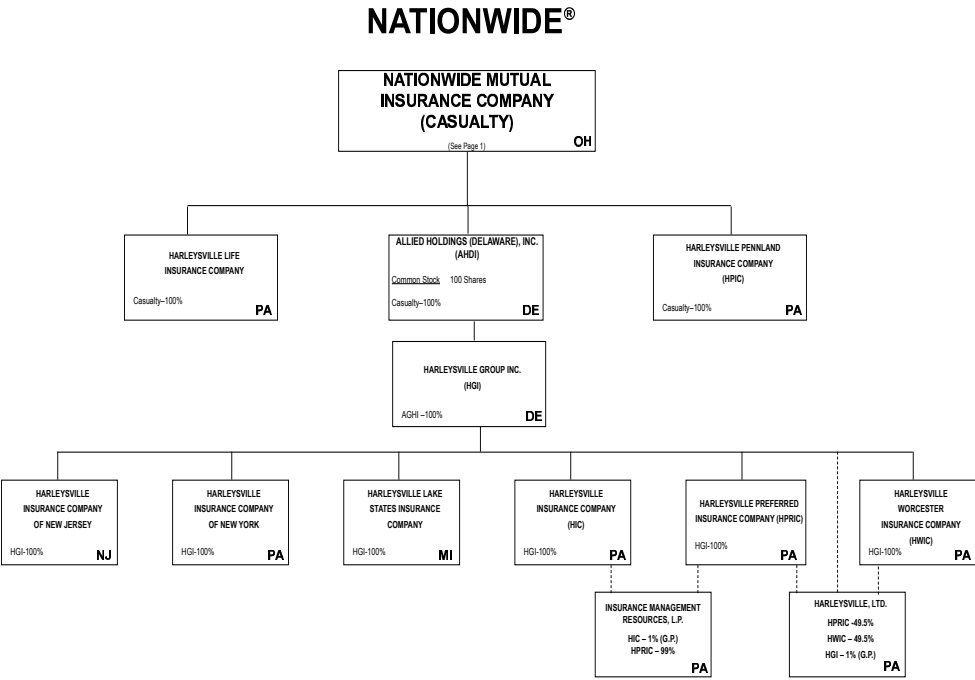 NATIONWIDE®
NATIONWIDE MUTUAL
INSURANCE COMPANY
(CASUALTY)
(See Page 1)
OH
HARLEYSVILLE LIFE
INSURANCE COMPANY
Casualty–100%
PA
ALLIED HOLDINGS (DELAWARE), INC.
(AHDI)
Common Stock 100 Shares
Casualty–100%
DE
HARLEYSVILLE PENNLAND
INSURANCE COMPANY
(HPIC)
Casualty–100%
PA
HARLEYSVILLE GROUP INC.
(HGI)
AGHI –100%
DE
HARLEYSVILLE
INSURANCE COMPANY
OF NEW JERSEY
HGI-100%
NJ
HARLEYSVILLE
INSURANCE COMPANY
OF NEW YORK
HGI-100%
PA
HARLEYSVILLE LAKE
STATES INSURANCE
COMPANY
HGI-100%
MI
HARLEYSVILLE
INSURANCE COMPANY
(HIC)
HGI-100%
PA
HARLEYSVILLE PREFERRED
INSURANCE COMPANY (HPRIC)
HGI-100%
PA
HARLEYSVILLE
WORCESTER
INSURANCE COMPANY
(HWIC)
HGI-100%
PA
INSURANCE MANAGEMENT
RESOURCES, L.P.
HIC – 1% (G.P.)
HPRIC – 99%
PA
HARLEYSVILLE, LTD.
HPRIC -49.5%
HWIC – 49.5%
HGI – 1% (G.P.)
PA